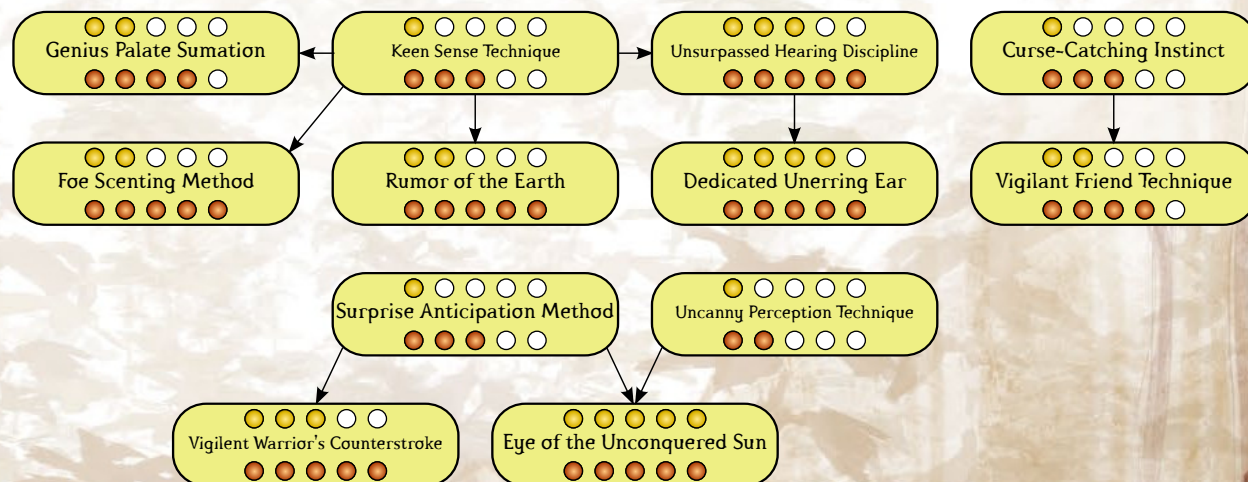 Genius Palate Sumation
Keen Sense Technique
Unsurpassed Hearing Discipline
Curse-Catching Instinct
Foe Scenting Method
Rumor of the Earth
Dedicated Unerring Ear
Vigilant Friend Technique
Surprise Anticipation Method
Uncanny Perception Technique
Vigilent Warrior's Counterstroke
Eye of the Unconquered Sun